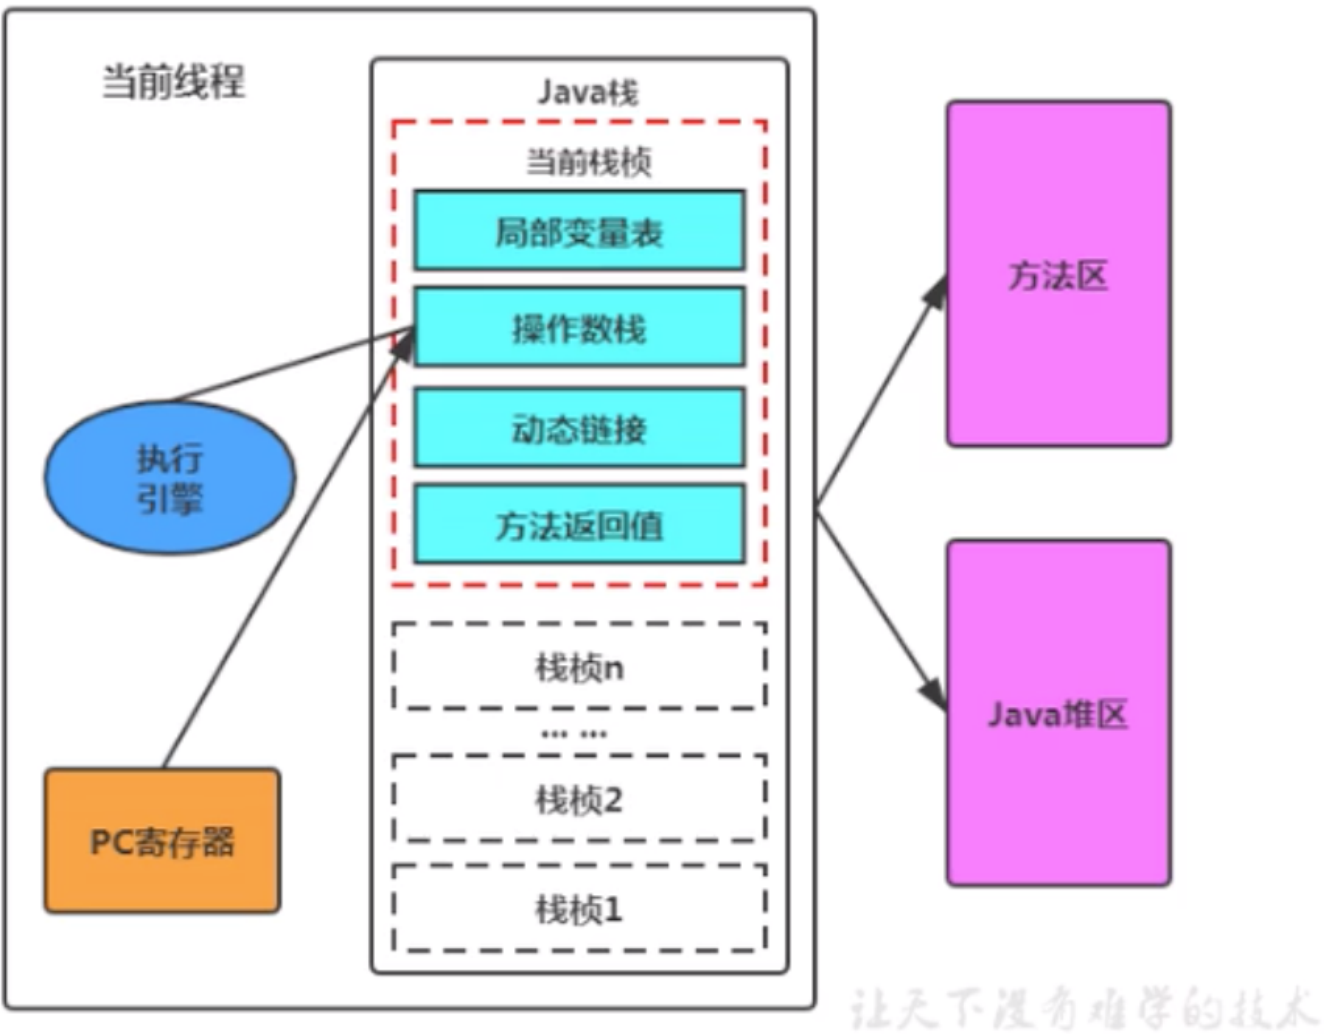 当前线程
Java栈
当前栈桢
局部变量表
操作数栈
动态链接
方法返回值
栈桢n
... ...
栈桢2
栈桢1
执行
引擎
PC寄存器
方法区
Java堆区
让天下没有难学的技术